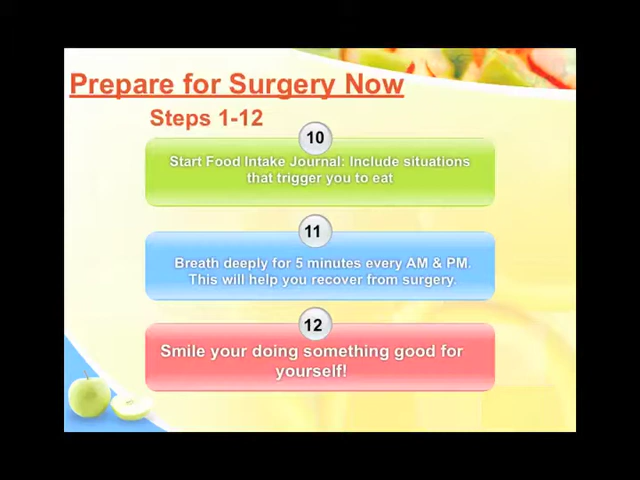 Prepare for Surgery Now
Steps 1-12
10
Start Food Intake Journal: Include situations
that trigger you to eat
11
Breath deeply for 5 minutes every AM & PM.
This will help you recover from surgery.
12
Smile your doing something good for
yourself!